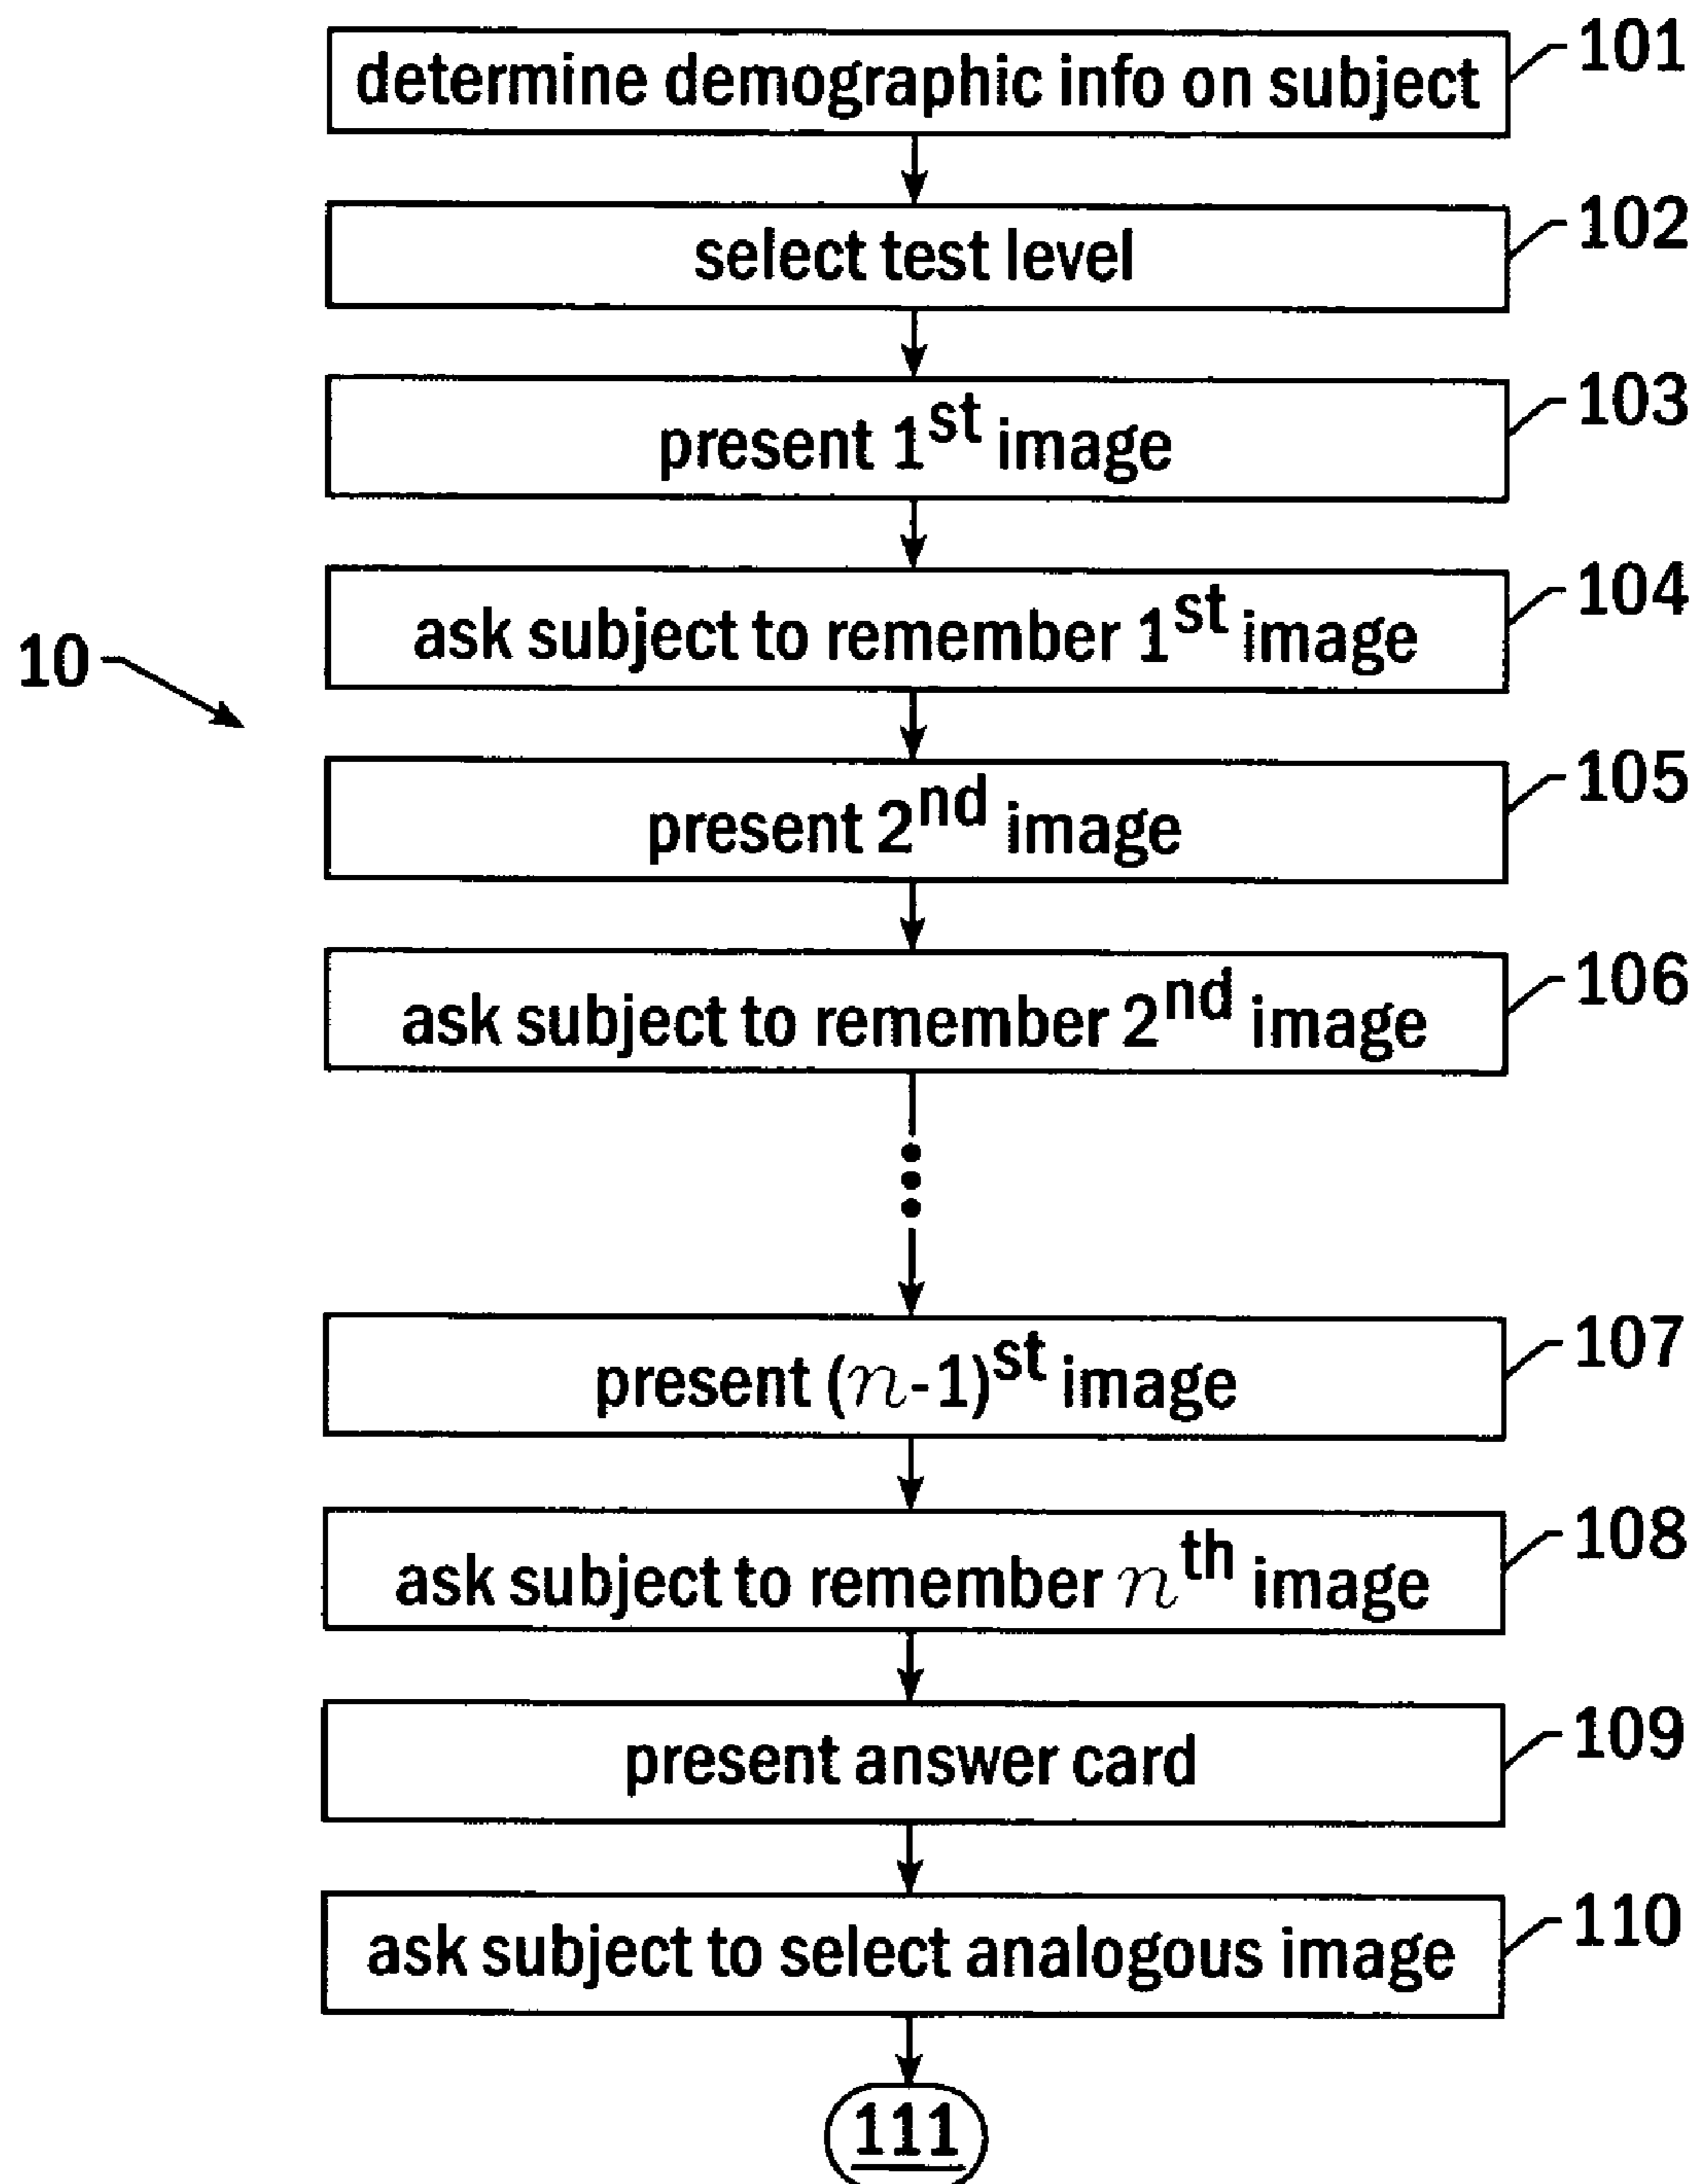 determine demographic info on subject
101
select test level
102
present 1st image
103
ask subject to remember 1st image
104
10
present 2nd image
105
ask subject to remember 2nd image
106
present (n-1)st image
107
ask subject to remember nth image
108
present answer card
109
ask subject to select analogous image
110
111